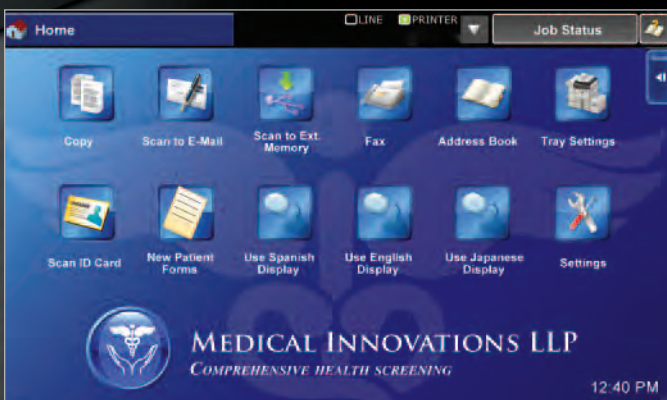 Home
LINE PRINTER
Job Status
Copy
Scan to E-Mail
Scan to Ext.
Memory
Fax
Address Book
Tray Settings
Scan ID Card
New Patient
Forms
Use Spanish
Display
Use English
Display
Use Japanese
Display
Settings
MEDICAL INNOVATIONS LLP
COMPREHENSIVE HEALTH SCREENING
12:40 PM